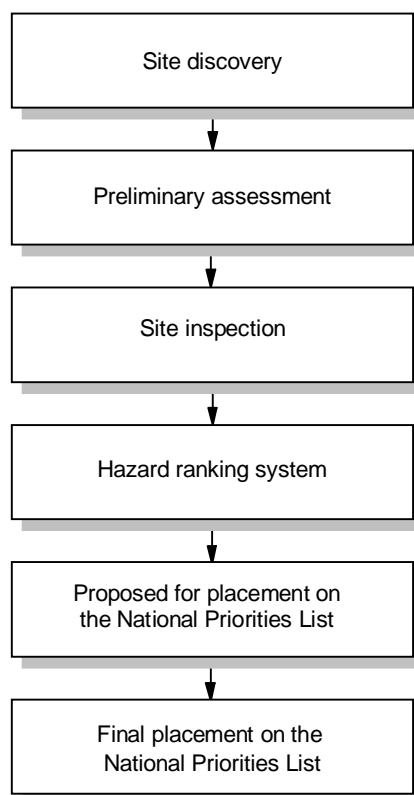 Site discovery
Preliminary assessment
Site inspection
Hazard ranking system
Proposed for placement on
the National Priorities List
Final placement on the
National Priorities List